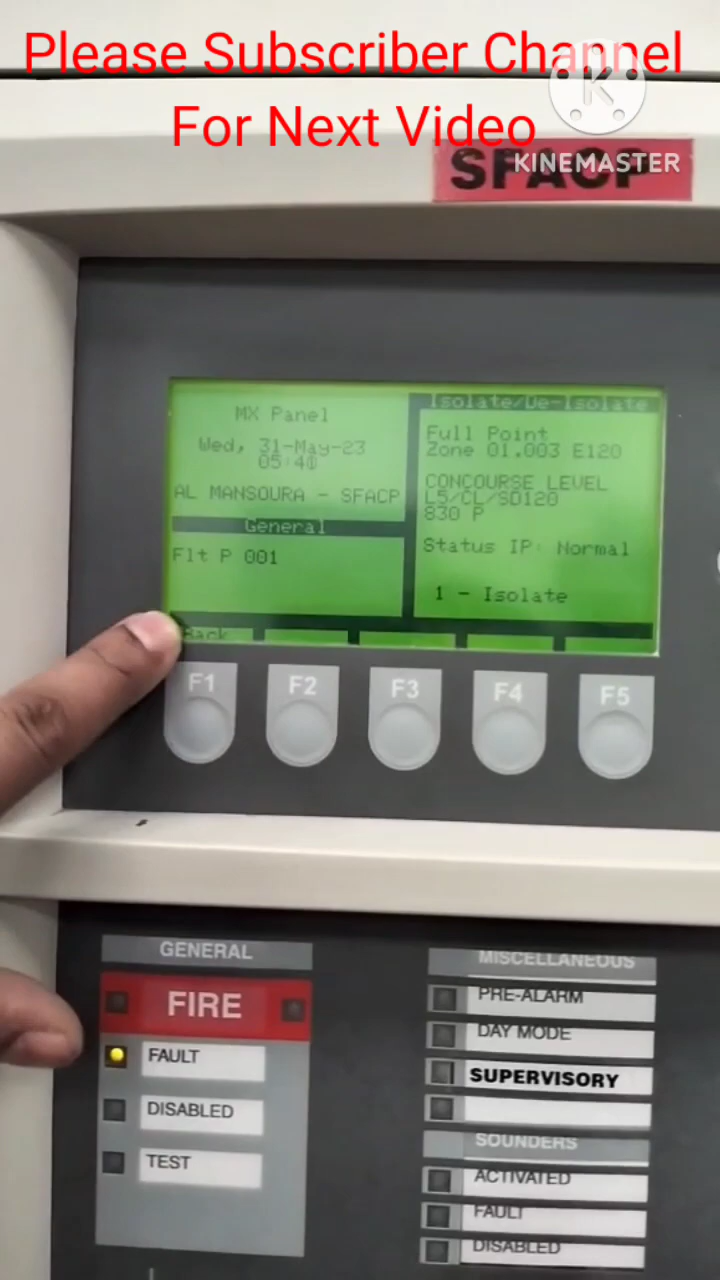 Please Subscriber Channel
For Next Video
KINEMASTER
SFACP
MX Panel
Wed, 31-May-23
05:40
AL MANSOURA - SFACP
General
Flt P 001
Isolate/De-Isolate
Full Point
Zone 01.003 E120
CONCOURSE LEVEL
L5/CL/SD120
830 P
Status IP: Normal
1 - Isolate
Back
F1 F2 F3 F4 F5
GENERAL
FIRE
FAULT
DISABLED
TEST
MISCELLANEOUS
PRE-ALARM
DAY MODE
SUPERVISORY
SOUNDERS
ACTIVATED
FAULT
DISABLED